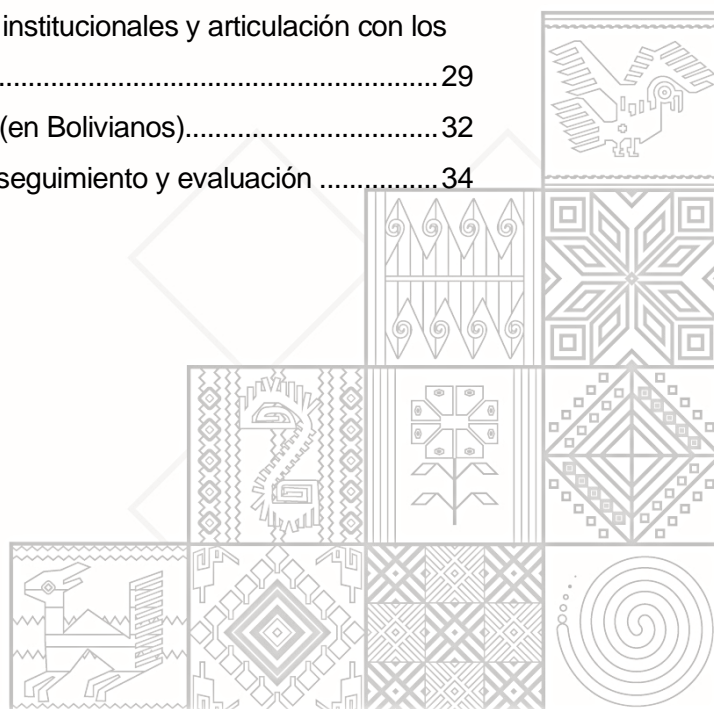 institucionales y articulación con los
..............................................................29
(en Bolivianos)...................................32
seguimiento y evaluación ................34